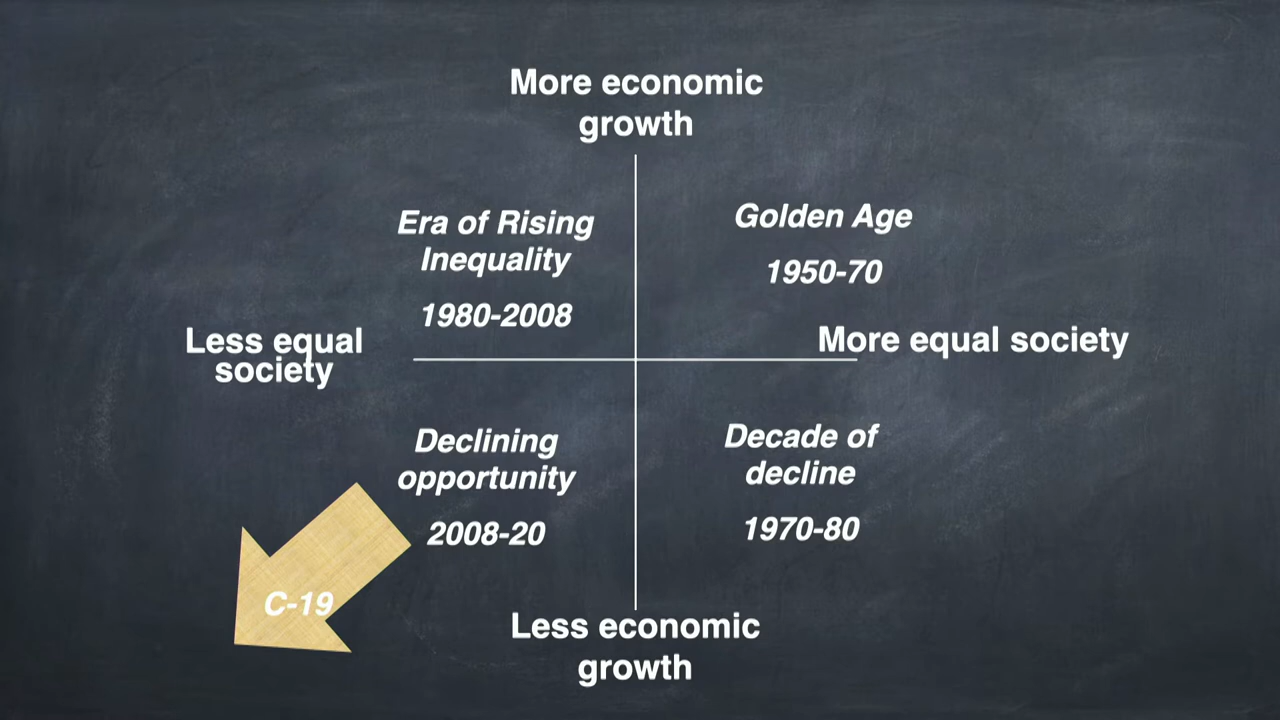 More economic
growth
Era of Rising
Inequality
1980-2008
Golden Age
1950-70
Less equal
society
More equal society
Declining
opportunity
2008-20
Decade of
decline
1970-80
C-19
Less economic
growth